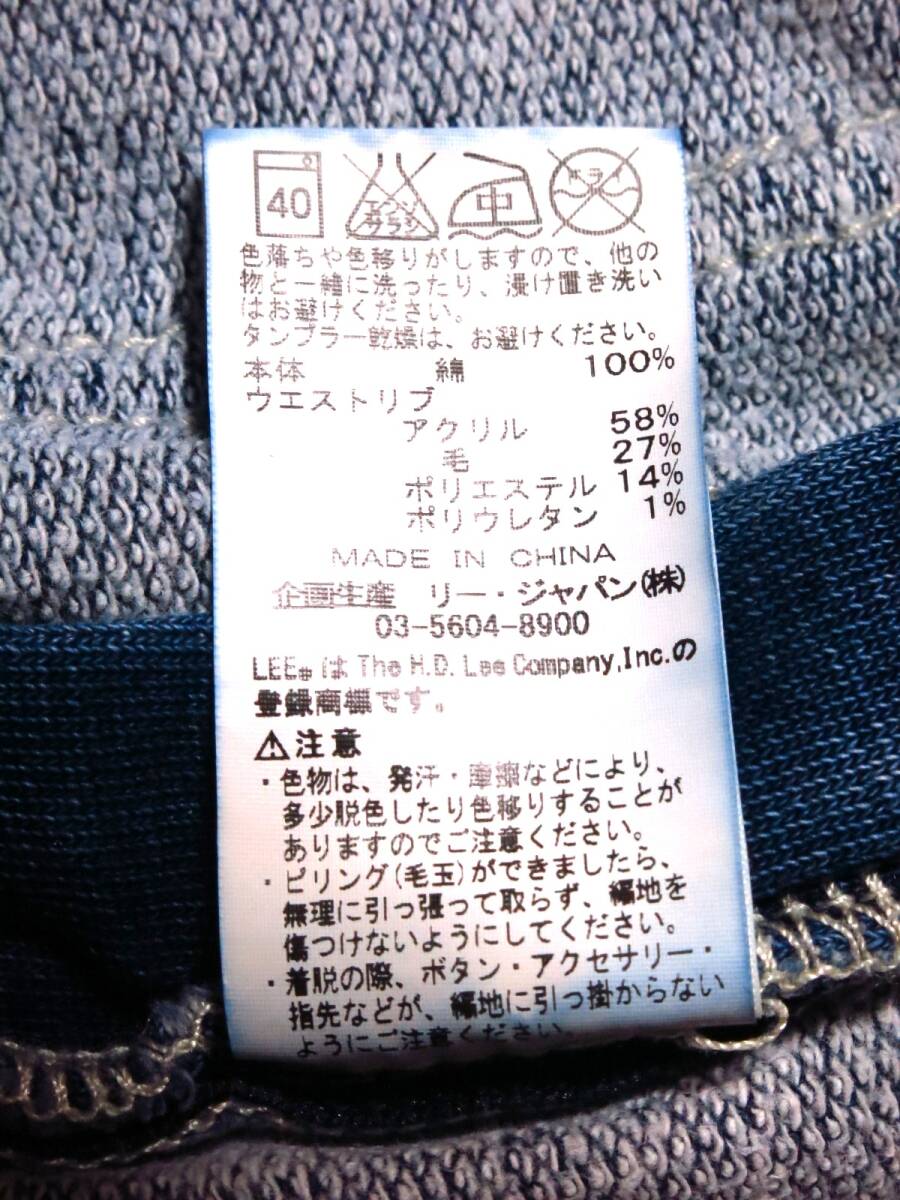 40 エンソ サラシ 中 ドライ
色落ちや色移りがしますので、他の
物と一緒に洗ったり、浸け置き洗い
はお避けください。
タンブラー乾燥は、お避けください。
本体 綿 100%
ウエストリブ
アクリル 58%
毛 27%
ポリエステル 14%
ポリウレタン 1%
MADE IN CHINA
企画生産 リー・ジャパン(株)
03-5604-8900
LEE®は The H.D. Lee Company,Inc.の
登録商標です。
⚠注意
・色物は、発汗・摩擦などにより、
多少脱色したり色移りすることが
ありますのでご注意ください。
・ピリング(毛玉)ができましたら、
無理に引っ張って取らず、編地を
傷つけないようにしてください。
・着脱の際、ボタン・アクセサリー・
指先などが、編地に引っ掛からない
ようにご注意ください。